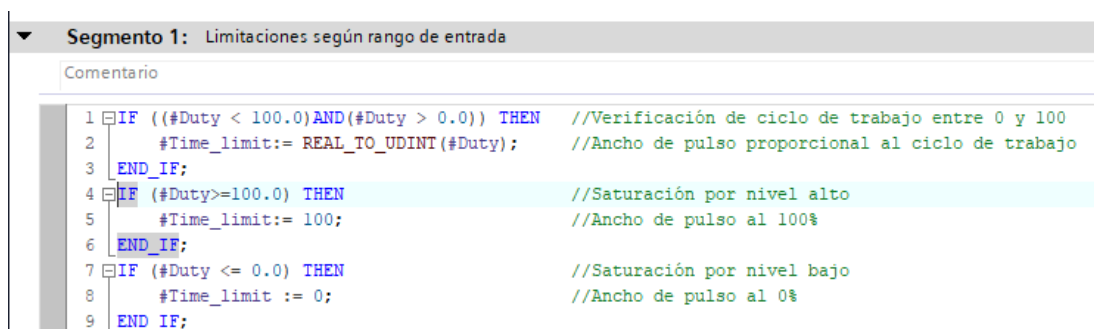 Segmento 1: Limitaciones según rango de entrada
Comentario
1 IF ((#Duty < 100.0)AND(#Duty > 0.0)) THEN //Verificación de ciclo de trabajo entre 0 y 100
2 #Time_limit:= REAL_TO_UDINT(#Duty); //Ancho de pulso proporcional al ciclo de trabajo
3 END_IF;
4 IF (#Duty>=100.0) THEN //Saturación por nivel alto
5 #Time_limit:= 100; //Ancho de pulso al 100%
6 END_IF;
7 IF (#Duty <= 0.0) THEN //Saturación por nivel bajo
8 #Time_limit := 0; //Ancho de pulso al 0%
9 END_IF;